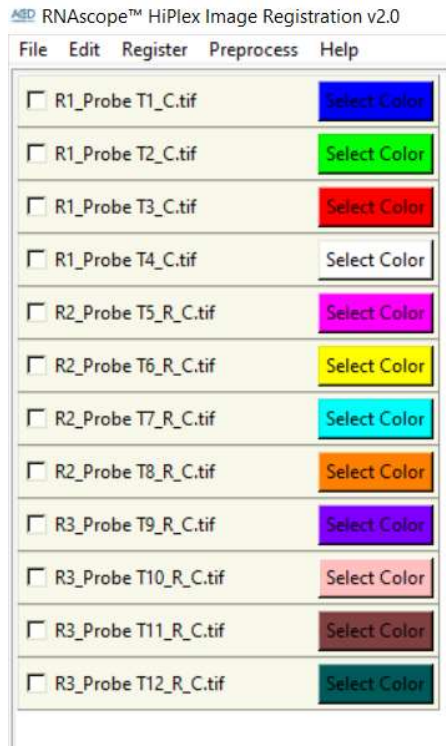 ACD RNAscope™ HiPlex Image Registration v2.0
File Edit Register Preprocess Help
R1_Probe T1_C.tif Select Color
R1_Probe T2_C.tif Select Color
R1_Probe T3_C.tif Select Color
R1_Probe T4_C.tif Select Color
R2_Probe T5_R_C.tif Select Color
R2_Probe T6_R_C.tif Select Color
R2_Probe T7_R_C.tif Select Color
R2_Probe T8_R_C.tif Select Color
R3_Probe T9_R_C.tif Select Color
R3_Probe T10_R_C.tif Select Color
R3_Probe T11_R_C.tif Select Color
R3_Probe T12_R_C.tif Select Color